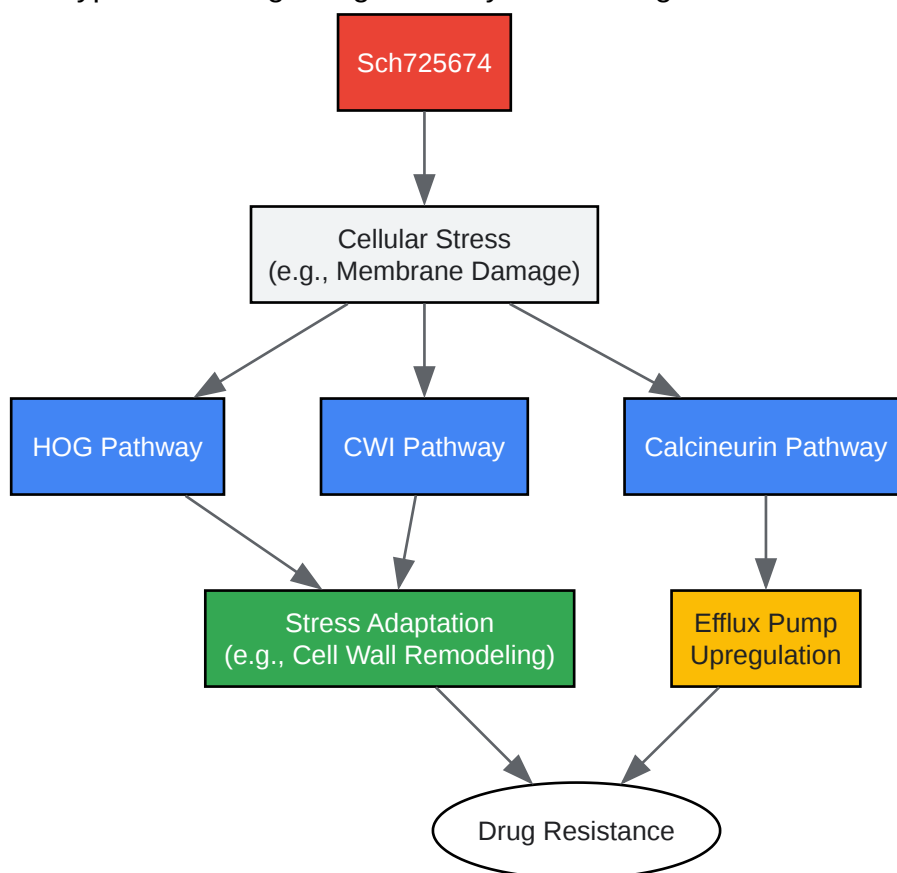 Sch725674
Cellular Stress
(e.g., Membrane Damage)
HOG Pathway
CWI Pathway
Calcineurin Pathway
Stress Adaptation
(e.g., Cell Wall Remodeling)
Efflux Pump
Upregulation
Drug Resistance